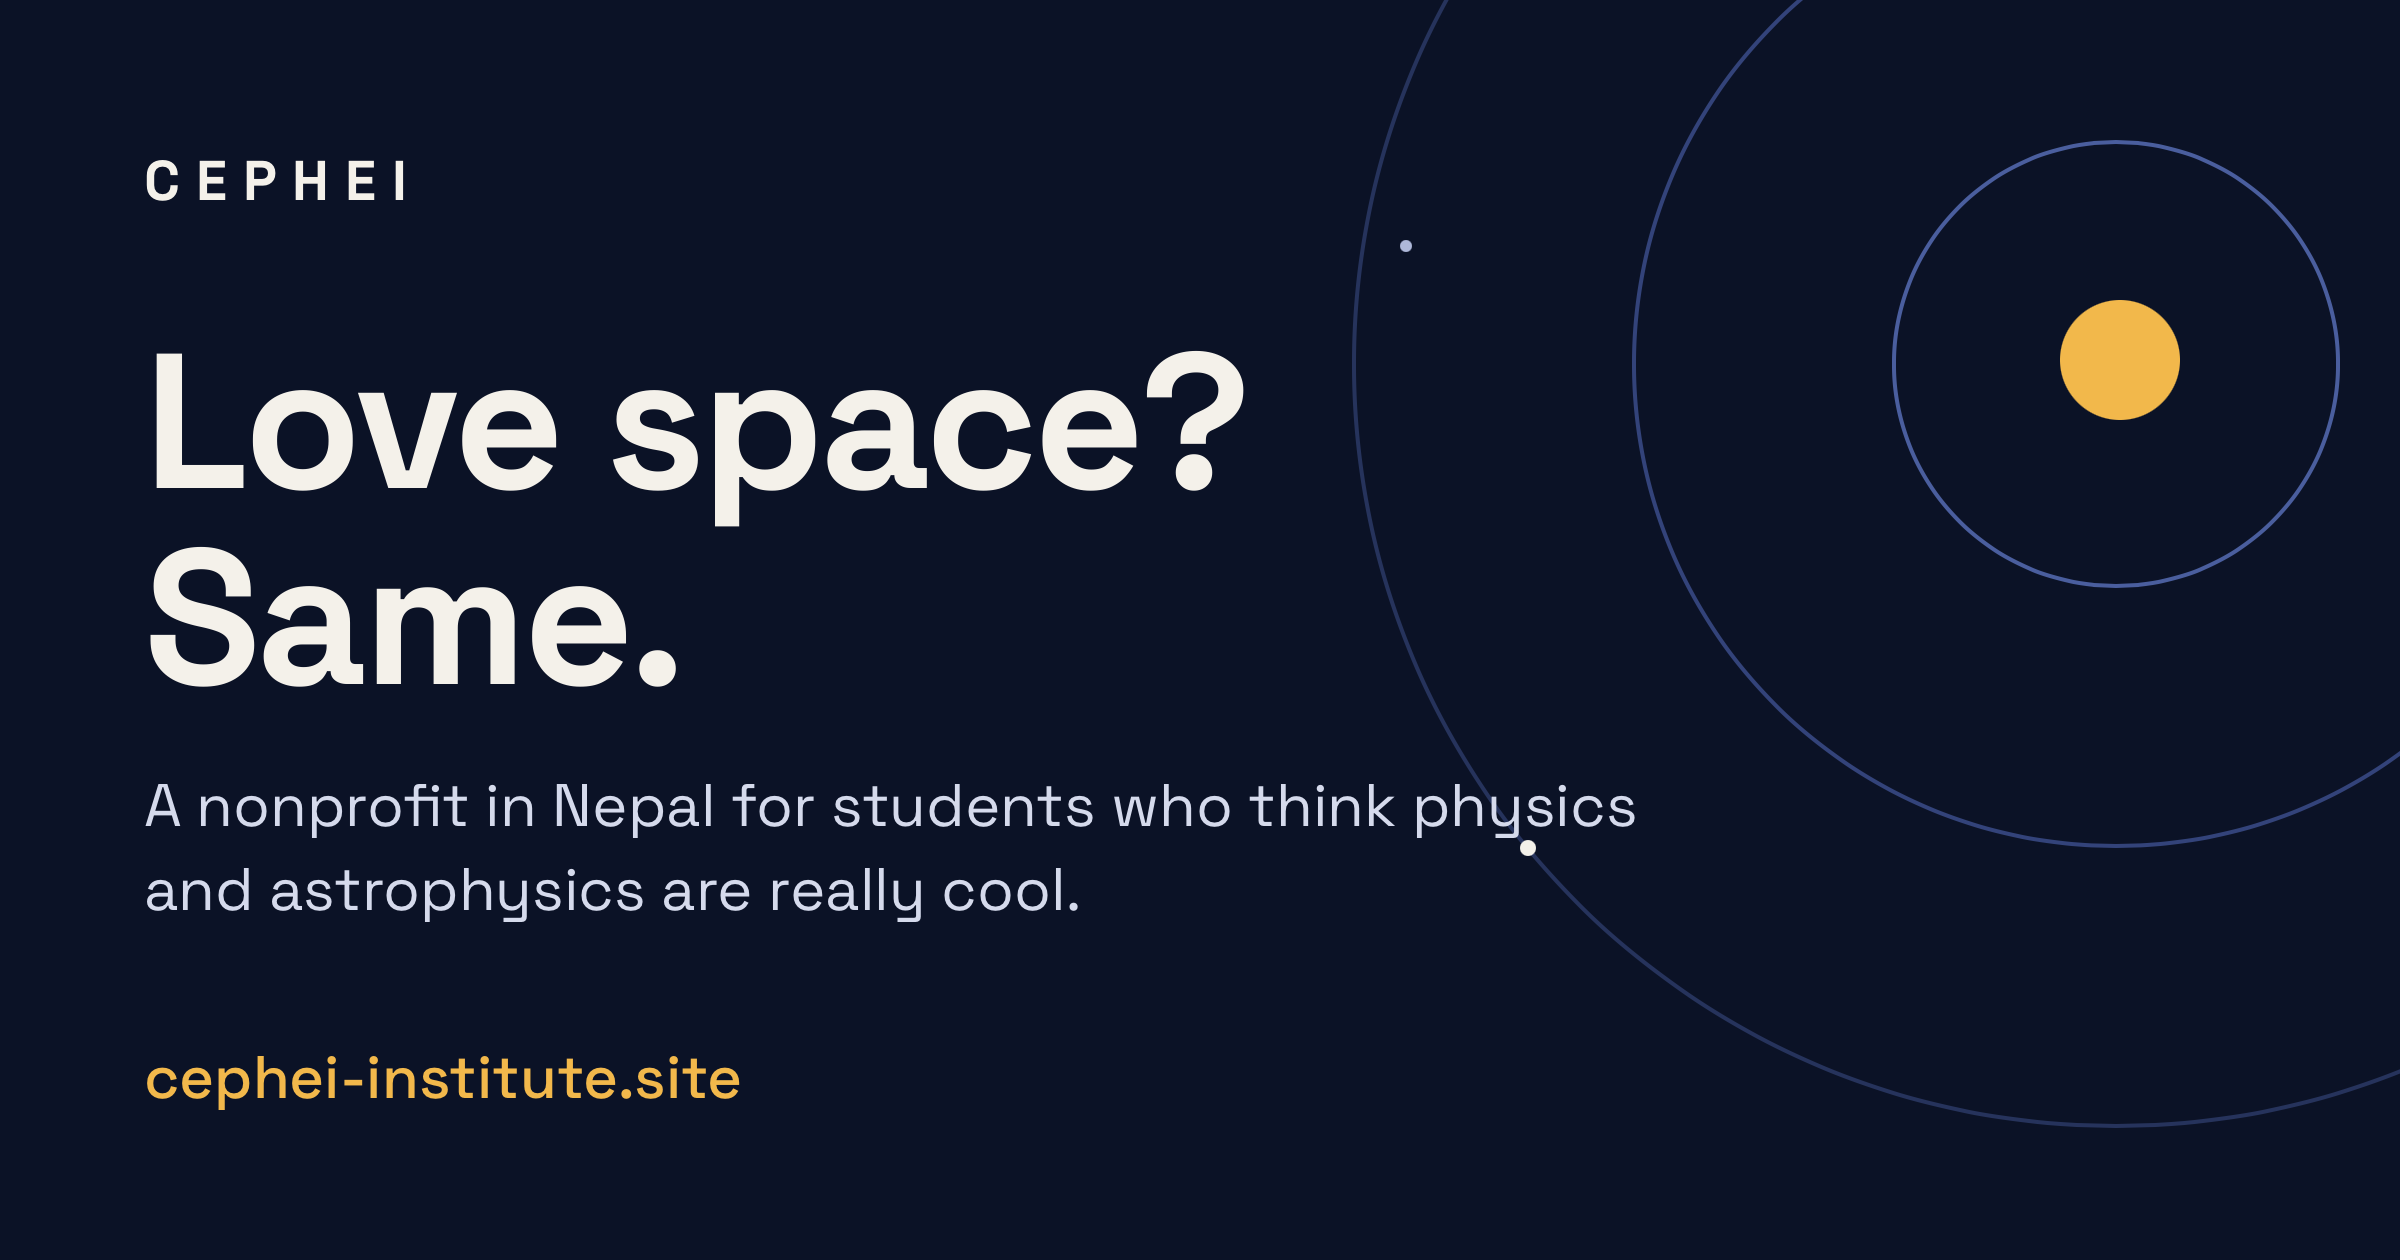 CEPHEI
Love space?
Same.
A nonprofit in Nepal for students who think physics
and astrophysics are really cool.
cephei-institute.site